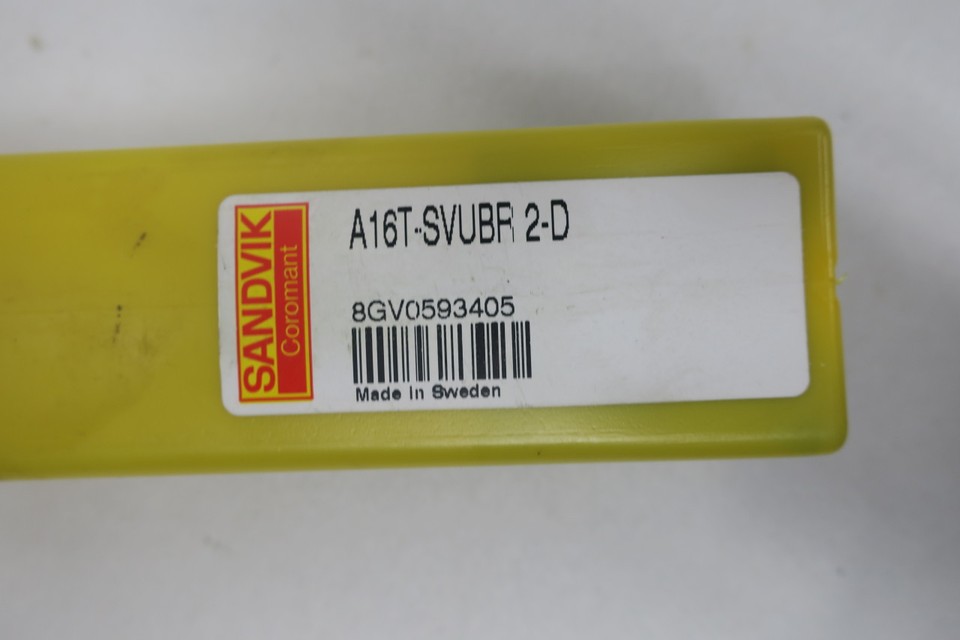 SANDVIK
Coromant
A16T-SVUBR 2-D
8GV0593405
Made in Sweden